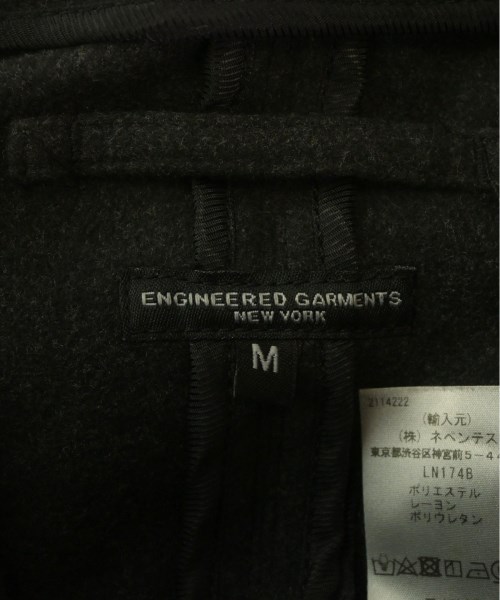 ENGINEERED GARMENTS
NEW YORK
M
2114222
(輸入元)
(株) ネペンテス
東京都渋谷区神宮前5-4
LN174B
ポリエステル
レーヨン
ポリウレタン